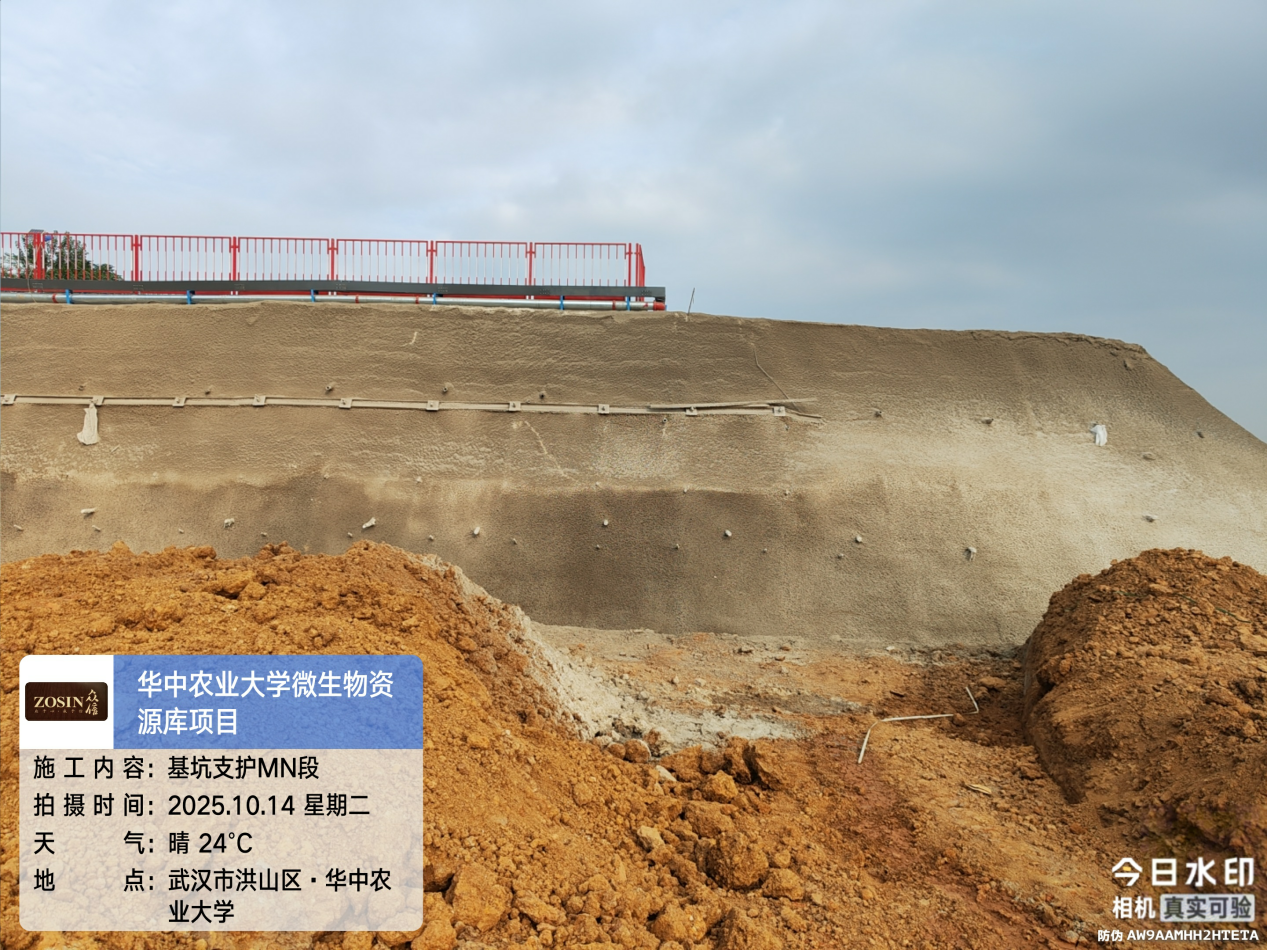 ZOSIN 众信
华中农业大学微生物资
源库项目
施工内容：基坑支护MN段
拍摄时间：2025.10.14 星期二
天气：晴 24°C
地点：武汉市洪山区·华中农
业大学
今日水印
相机 真实可验
防伪 AW9AAMHH2HTETA